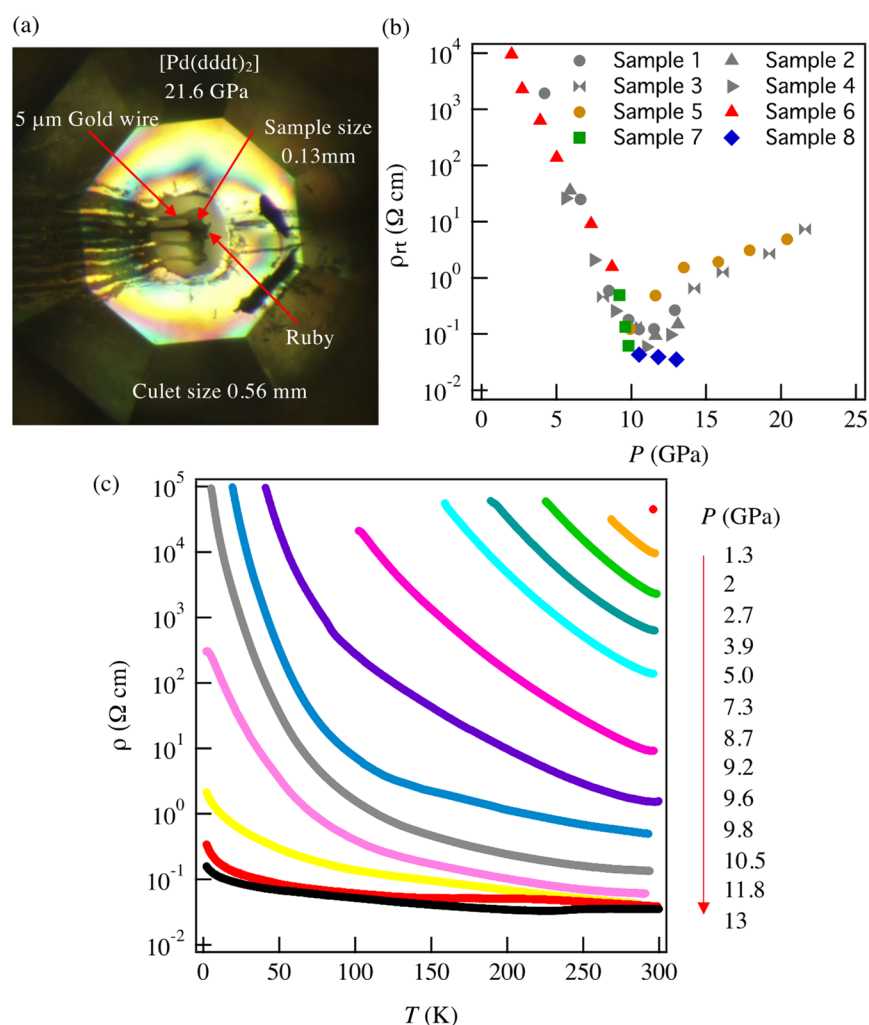 (a)
[Pd(dddt)2]
21.6 GPa
5 μm Gold wire
Sample size
0.13mm
Ruby
Culet size 0.56 mm
(b)
10^4
10^3
10^2
10^1
10^0
10^-1
10^-2
ρrt (Ω cm)
Sample 1
Sample 2
Sample 3
Sample 4
Sample 5
Sample 6
Sample 7
Sample 8
0 5 10 15 20 25
P (GPa)
(c)
10^5
10^4
10^3
10^2
10^1
10^0
10^-1
10^-2
ρ (Ω cm)
0 50 100 150 200 250 300
T (K)
P (GPa)
1.3
2
2.7
3.9
5.0
7.3
8.7
9.2
9.6
9.8
10.5
11.8
13